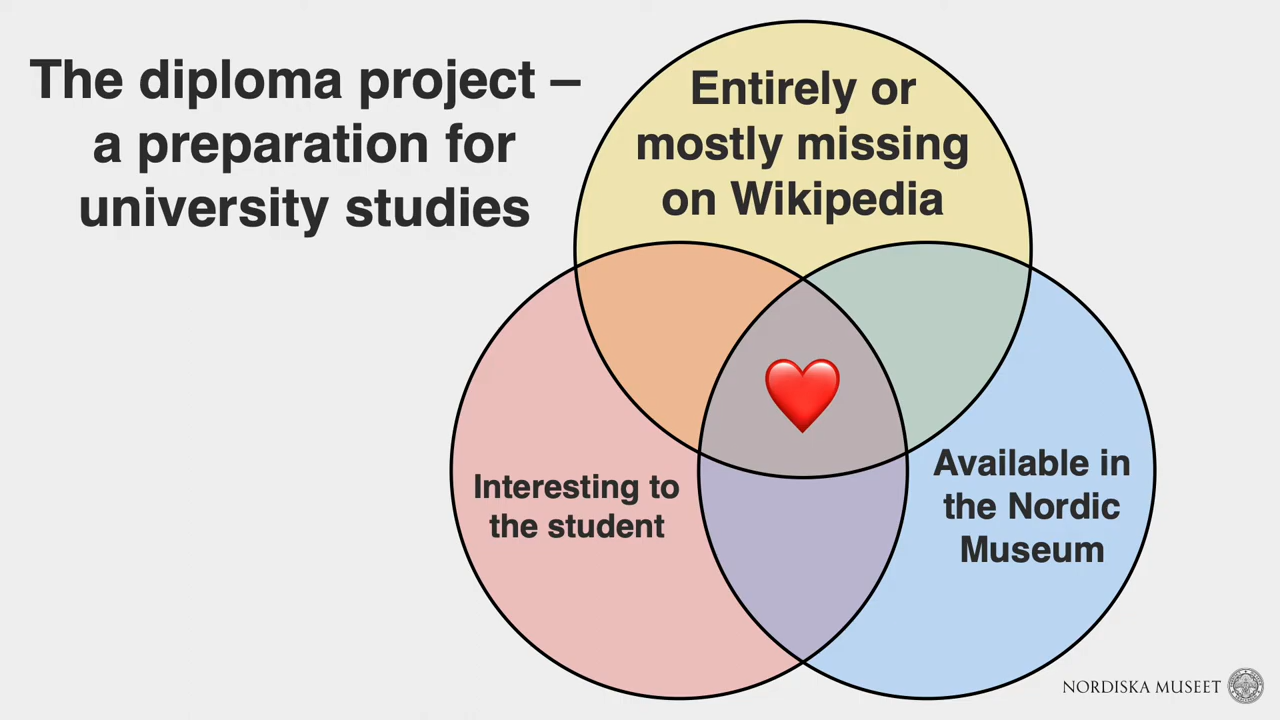 The diploma project –
a preparation for
university studies
Entirely or
mostly missing
on Wikipedia
Interesting to
the student
Available in
the Nordic
Museum
NORDISKA MUSEET